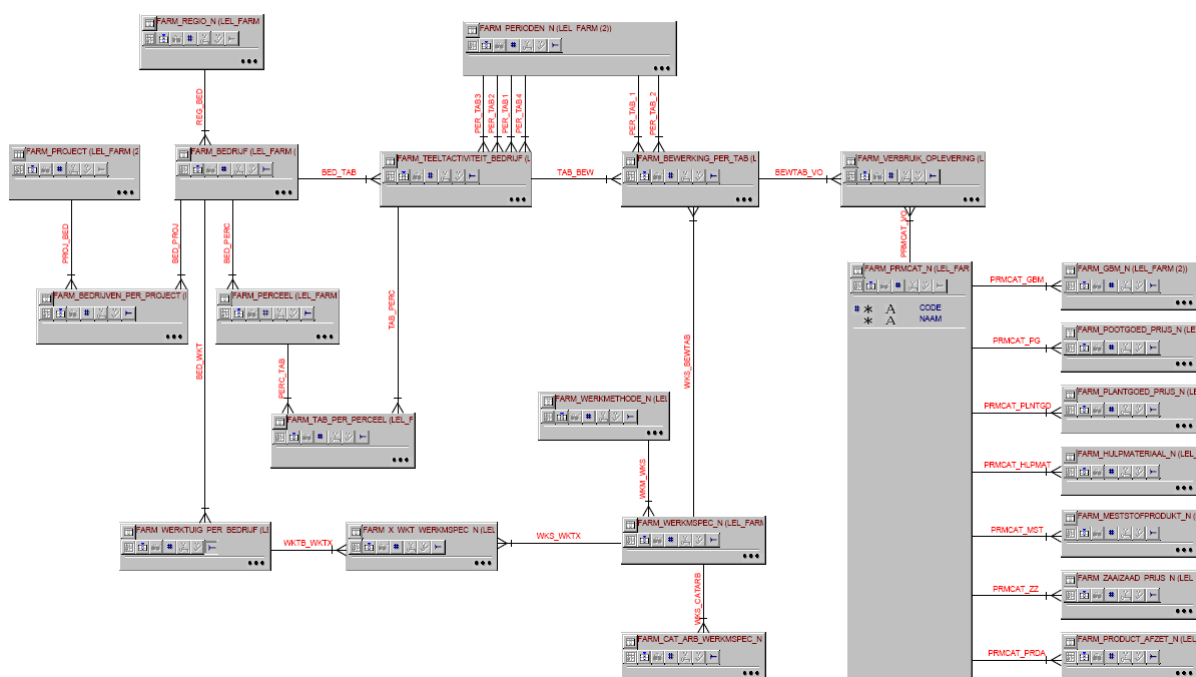 FARM_REGIO_N (LEL_FARM
FARM_PERIODEN_N (LEL_FARM (2))
REG_BED
PER_TAB3
PER_TAB2
PER_TAB1
PER_TAB4
PER_TAB_1
PER_TAB_2
FARM_PROJECT (LEL_FARM (2
FARM_BEDRIJF (LEL_FARM (
FARM_TEELTACTIVITEIT_BEDRIJF (L
FARM_BEWERKING_PER_TAB (L
FARM_VERBRUIK_OPLEVERING (L
BED_TAB
TAB_BEW
BEWTAB_VO
PROJ_BED
BED_PROJ
BED_PERC
PRMCAT_VO
FARM_PRMCAT_N (LEL_FAR
# * A CODE
* A NAAM
PRMCAT_GBM
FARM_GBM_N (LEL_FARM (2))
FARM_BEDRIJVEN_PER_PROJECT (
FARM_PERCEEL (LEL_FARM
TAB_PERC
PRMCAT_PG
FARM_POOTGOED_PRIJS_N (LE
BED_WKT
WKS_BEWTAB
PERC_TAB
PRMCAT_PLNTGD
FARM_PLANTGOED_PRIJS_N (LE
FARM_WERKMETHODE_N (LEL
FARM_TAB_PER_PERCEEL (LEL_F
PRMCAT_HLPMAT
FARM_HULPMATERIAAL_N (LEL_
WKM_WKS
FARM_WERKTUIG_PER_BEDRIJF (L
FARM_X_WKT_WERKMSPEC_N (LEL
FARM_WERKMSPEC_N (LEL_FARM
PRMCAT_MST
FARM_MESTSTOFPRODUKT_N (LE
WKTB_WKTX
WKS_WKTX
WKS_CATARB
PRMCAT_ZZ
FARM_ZAAIZAAD_PRIJS_N (LEL
FARM_CAT_ARB_WERKMSPEC_N
PRMCAT_PRDA
FARM_PRODUCT_AFZET_N (LEL